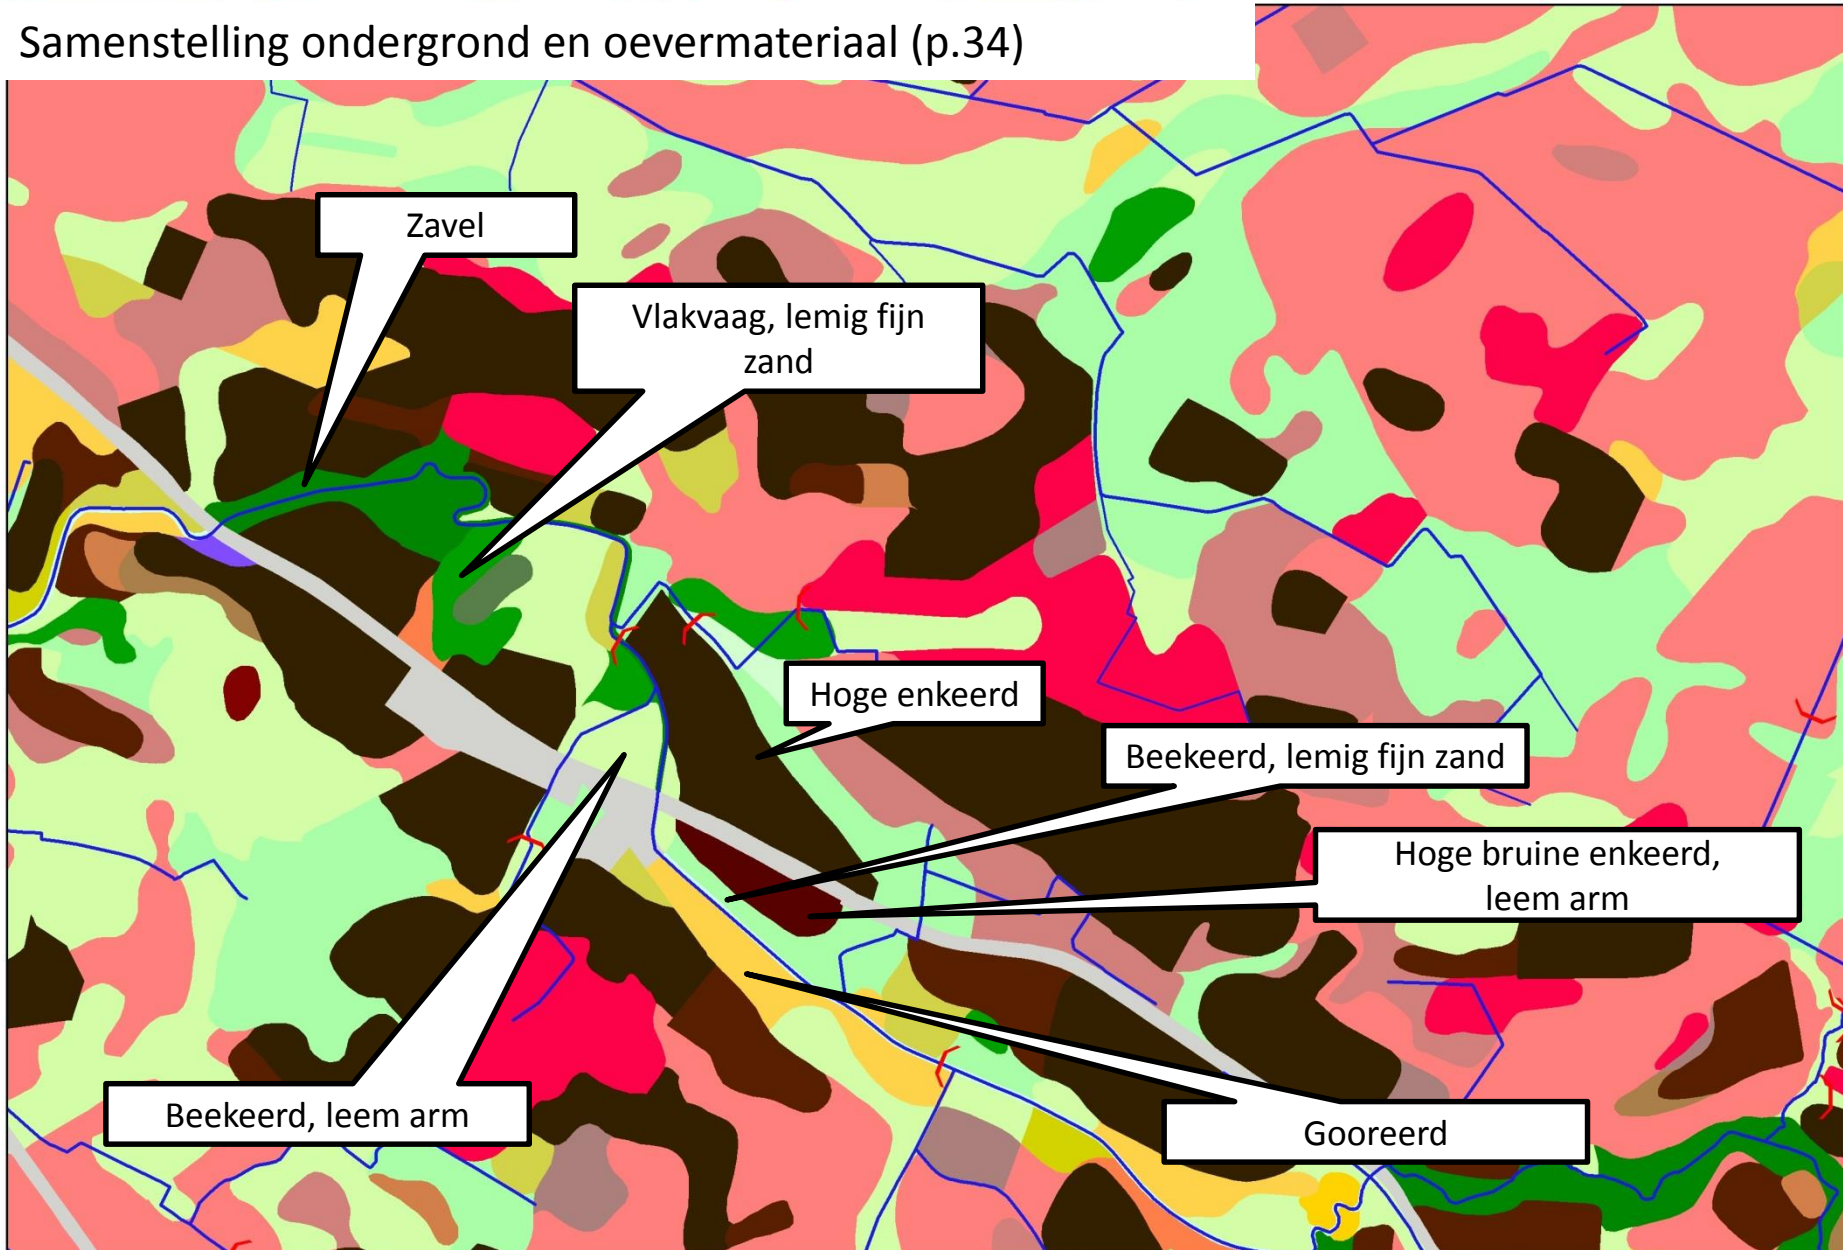 Samenstelling ondergrond en oevermateriaal (p.34)
Zavel
Vlakvaag, lemig fijn
zand
Hoge enkeerd
Beekeerd, lemig fijn zand
Hoge bruine enkeerd,
leem arm
Beekeerd, leem arm
Gooreerd